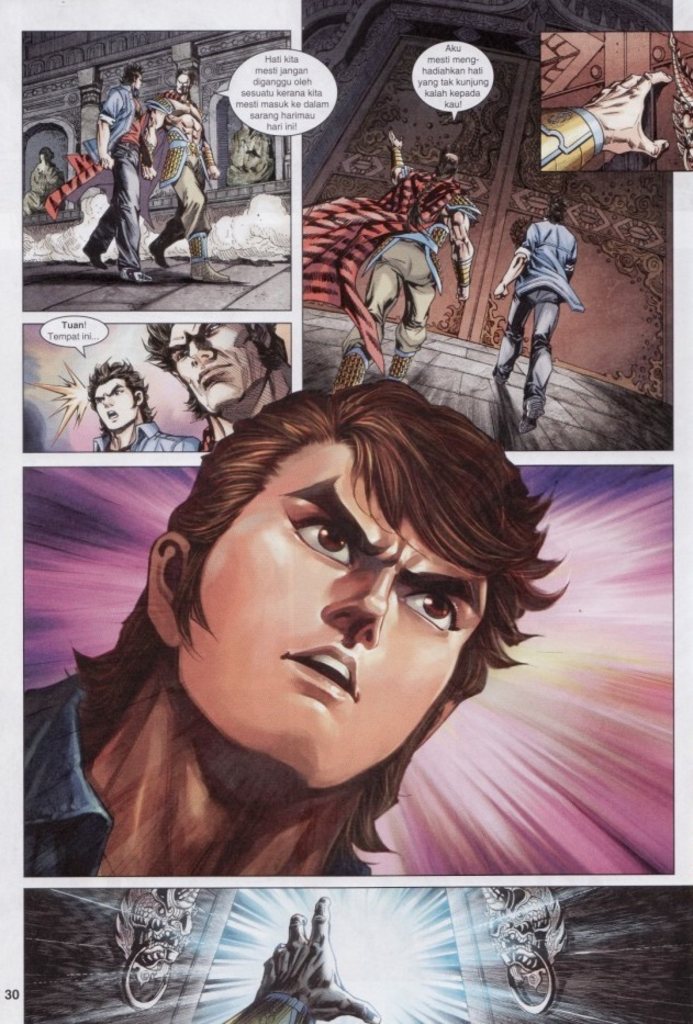 Hati kita
mesti jangan
diganggu oleh
sesuatu kerana kita
mesti masuk ke dalam
sarang harimau
hari ini!
Aku
mesti meng-
hadiahkan hati
yang tak kunjung
kalah kepada
kau!
Tuan!
Tempat ini...
30